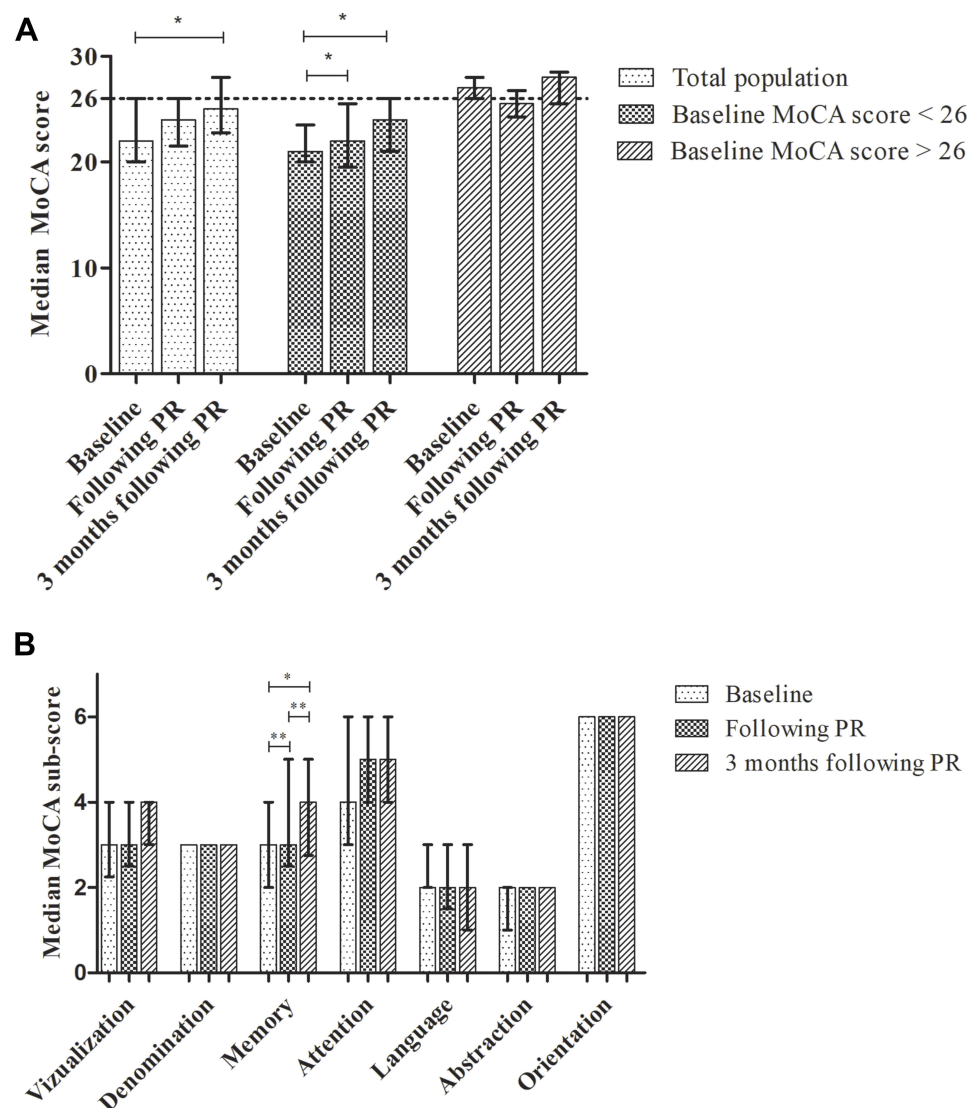 A
*
*
*
30
26
20
10
0
Median MoCA score
Total population
Baseline MoCA score < 26
Baseline MoCA score > 26
Baseline
Following PR
3 months following PR
Baseline
Following PR
3 months following PR
Baseline
Following PR
3 months following PR
B
*
**
**
6
4
2
0
Median MoCA sub-score
Baseline
Following PR
3 months following PR
Vizualization
Denomination
Memory
Attention
Language
Abstraction
Orientation